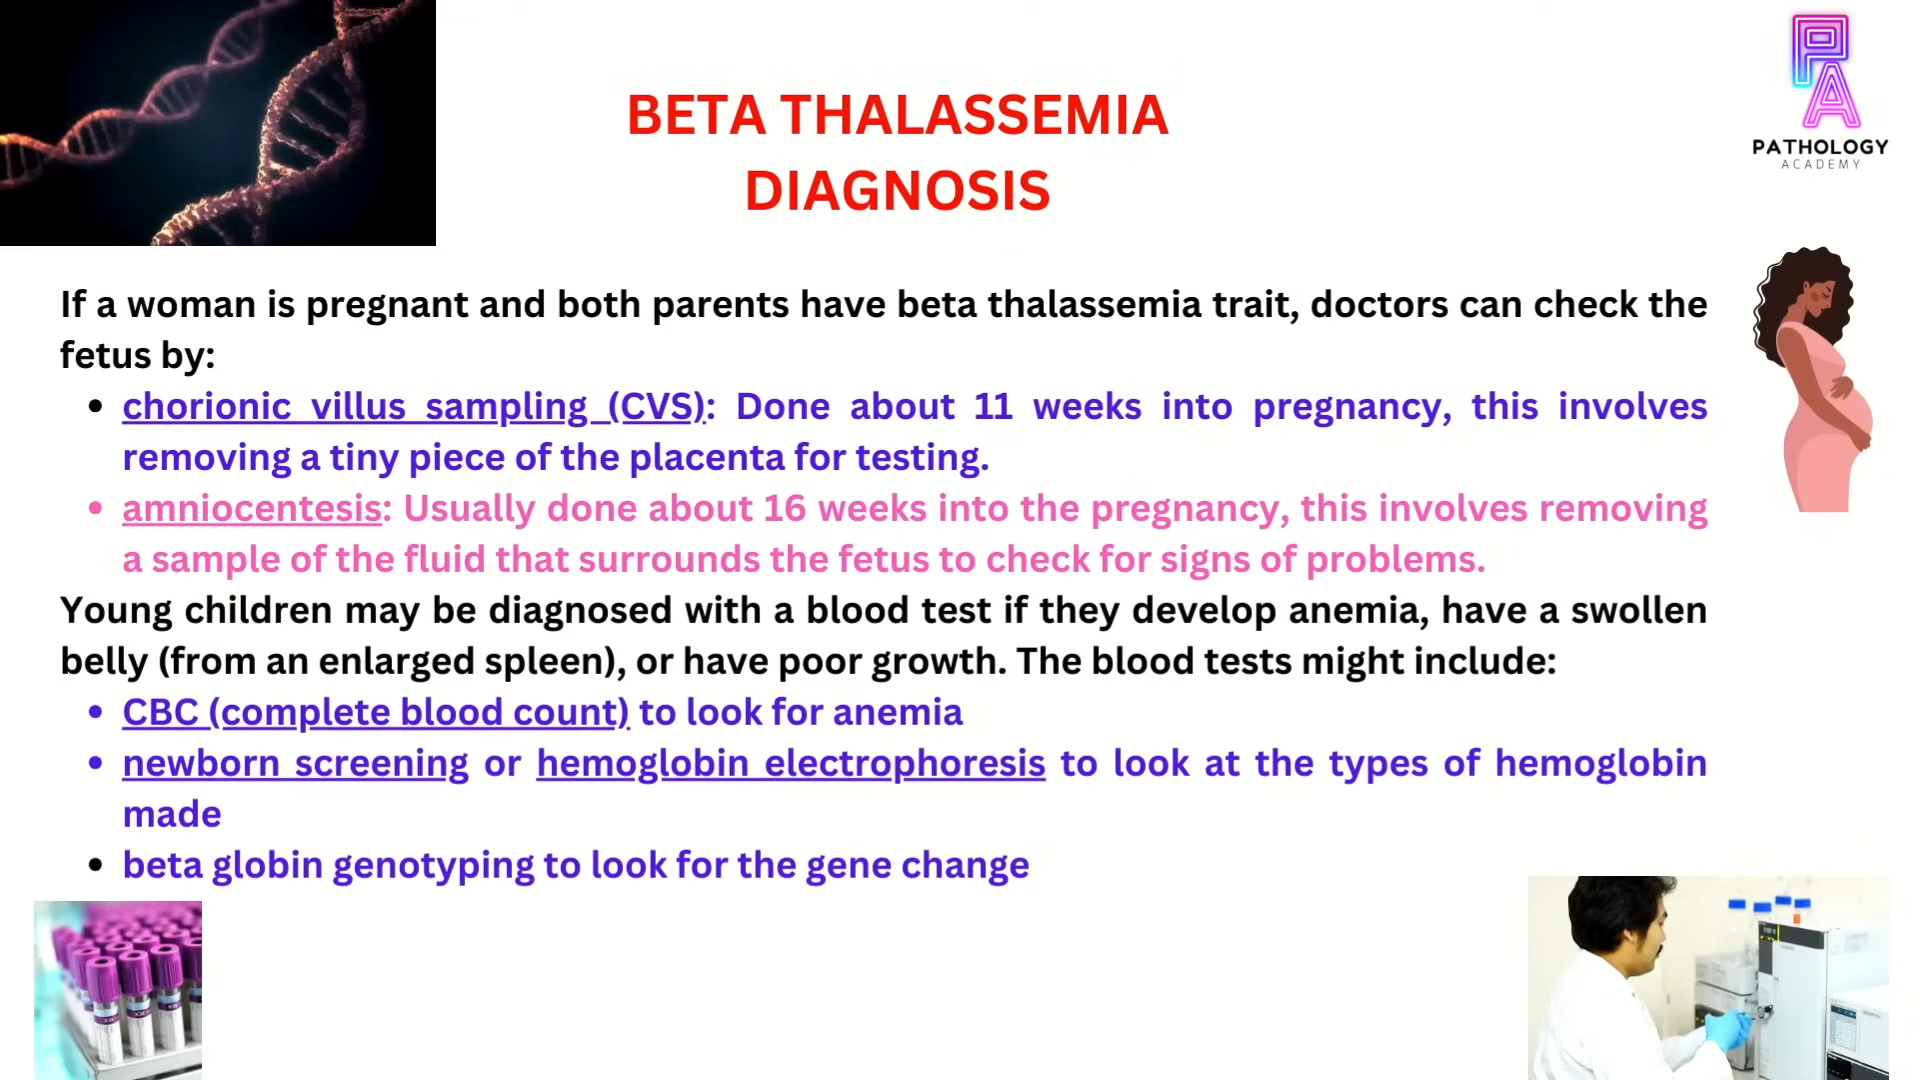 BETA THALASSEMIA
DIAGNOSIS
PATHOLOGY
ACADEMY
If a woman is pregnant and both parents have beta thalassemia trait, doctors can check the
fetus by:
• chorionic villus sampling (CVS): Done about 11 weeks into pregnancy, this involves
removing a tiny piece of the placenta for testing.
• amniocentesis: Usually done about 16 weeks into the pregnancy, this involves removing
a sample of the fluid that surrounds the fetus to check for signs of problems.
Young children may be diagnosed with a blood test if they develop anemia, have a swollen
belly (from an enlarged spleen), or have poor growth. The blood tests might include:
• CBC (complete blood count) to look for anemia
• newborn screening or hemoglobin electrophoresis to look at the types of hemoglobin
made
• beta globin genotyping to look for the gene change